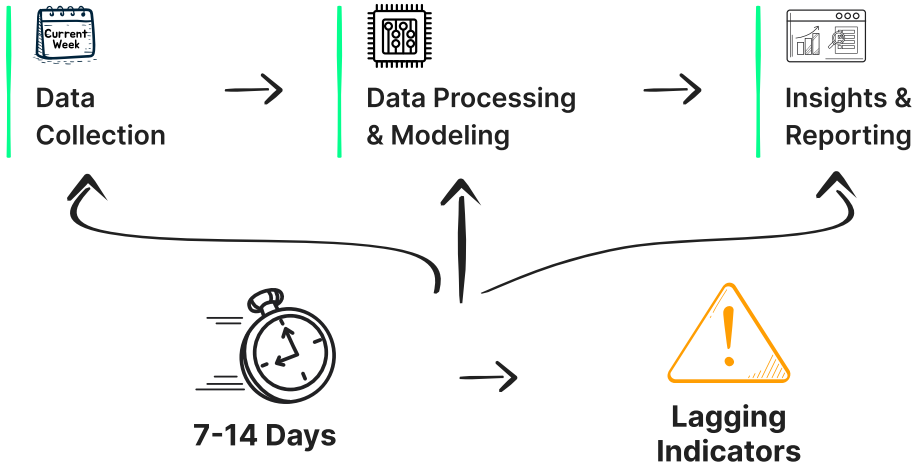 Current
Week
Data
Collection
Data Processing
& Modeling
Insights &
Reporting
7-14 Days
Lagging
Indicators